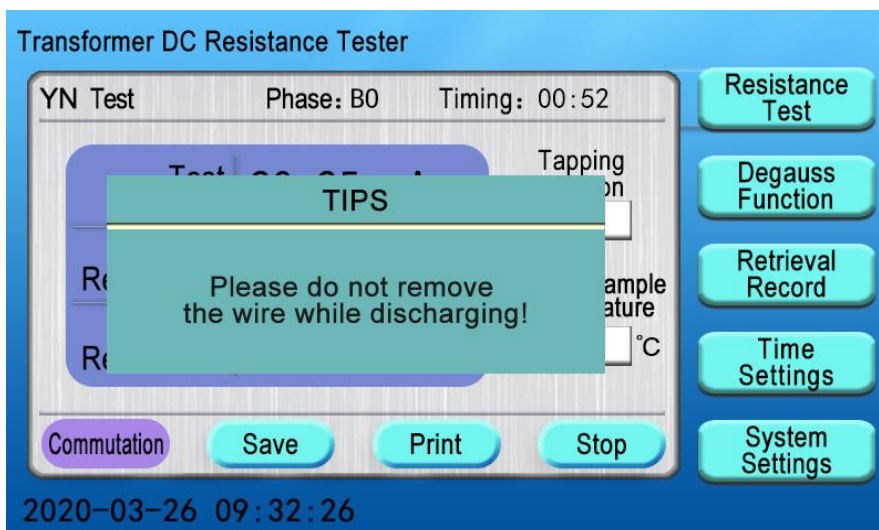 Transformer DC Resistance Tester
YN Test Phase: B0 Timing: 00:52
Tapping
TIPS
Please do not remove
the wire while discharging!
°C
Commutation Save Print Stop
Resistance
Test
Degauss
Function
Retrieval
Record
Time
Settings
System
Settings
2020-03-26 09:32:26